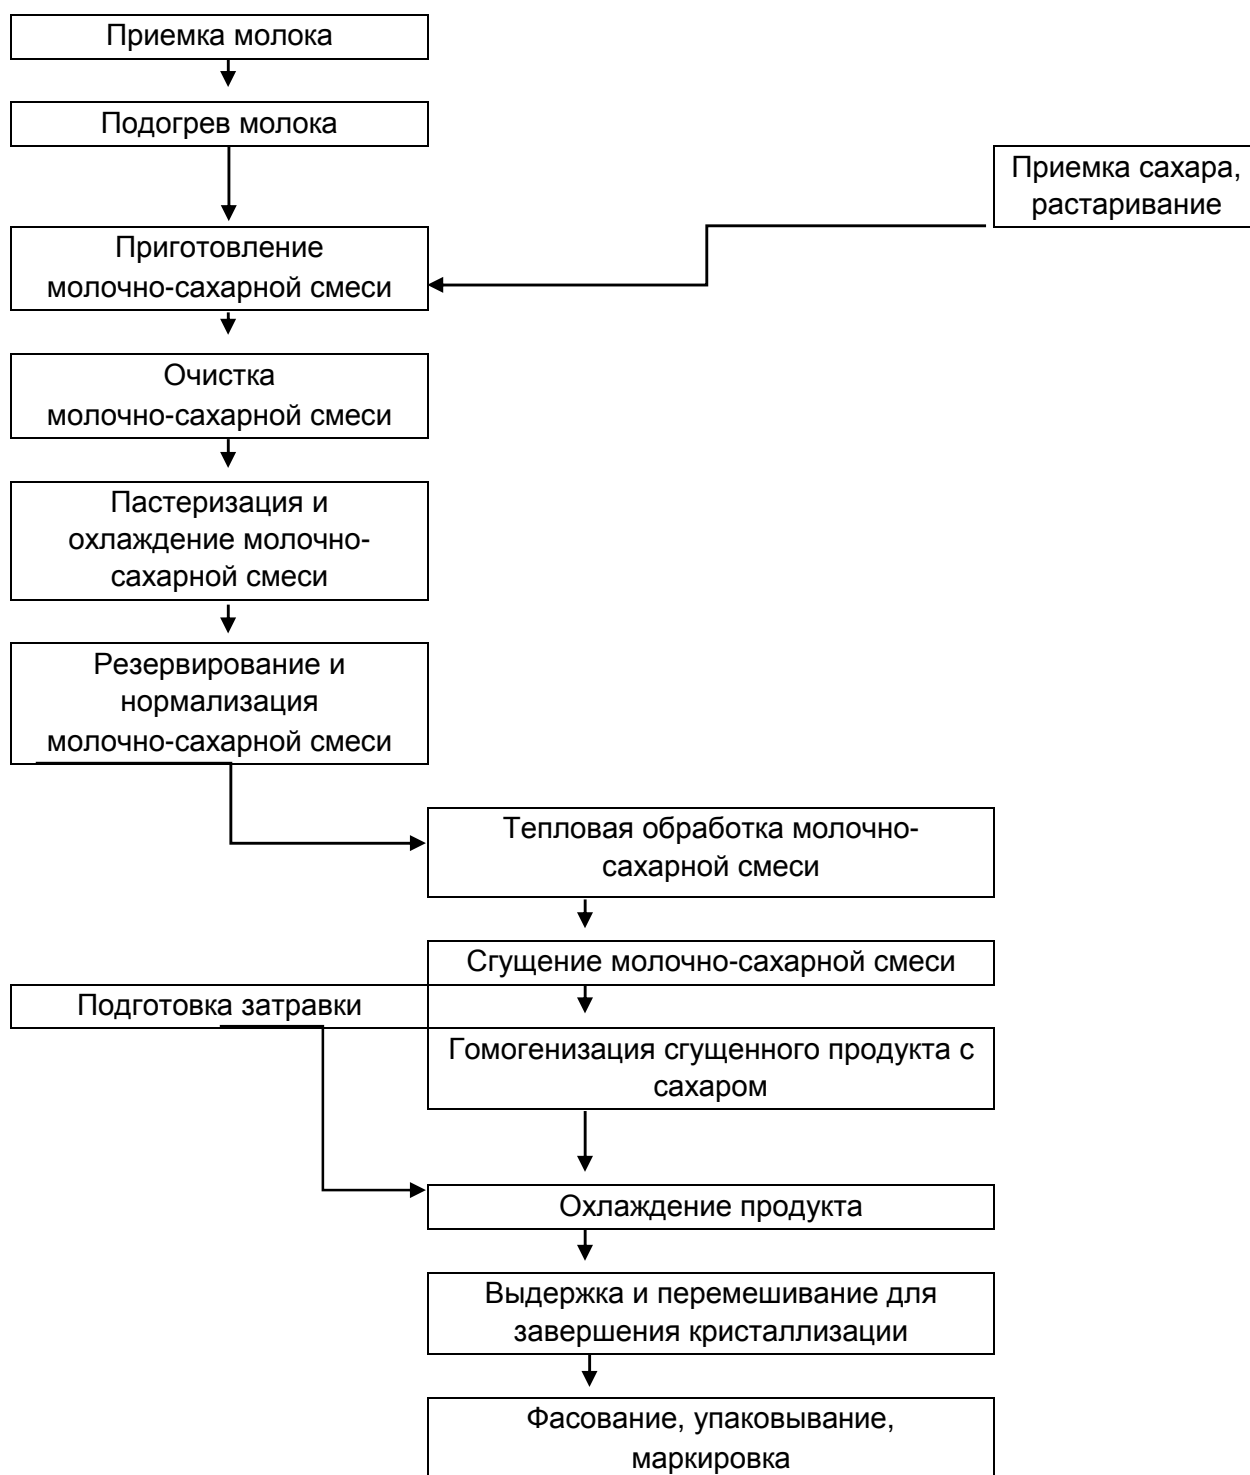 Приемка молока
Подогрев молока
Приемка сахара,
растаривание
Приготовление
молочно-сахарной смеси
Очистка
молочно-сахарной смеси
Пастеризация и
охлаждение молочно-
сахарной смеси
Резервирование и
нормализация
молочно-сахарной смеси
Тепловая обработка молочно-
сахарной смеси
Сгущение молочно-сахарной смеси
Подготовка затравки
Гомогенизация сгущенного продукта с
сахаром
Охлаждение продукта
Выдержка и перемешивание для
завершения кристаллизации
Фасование, упаковывание,
маркировка